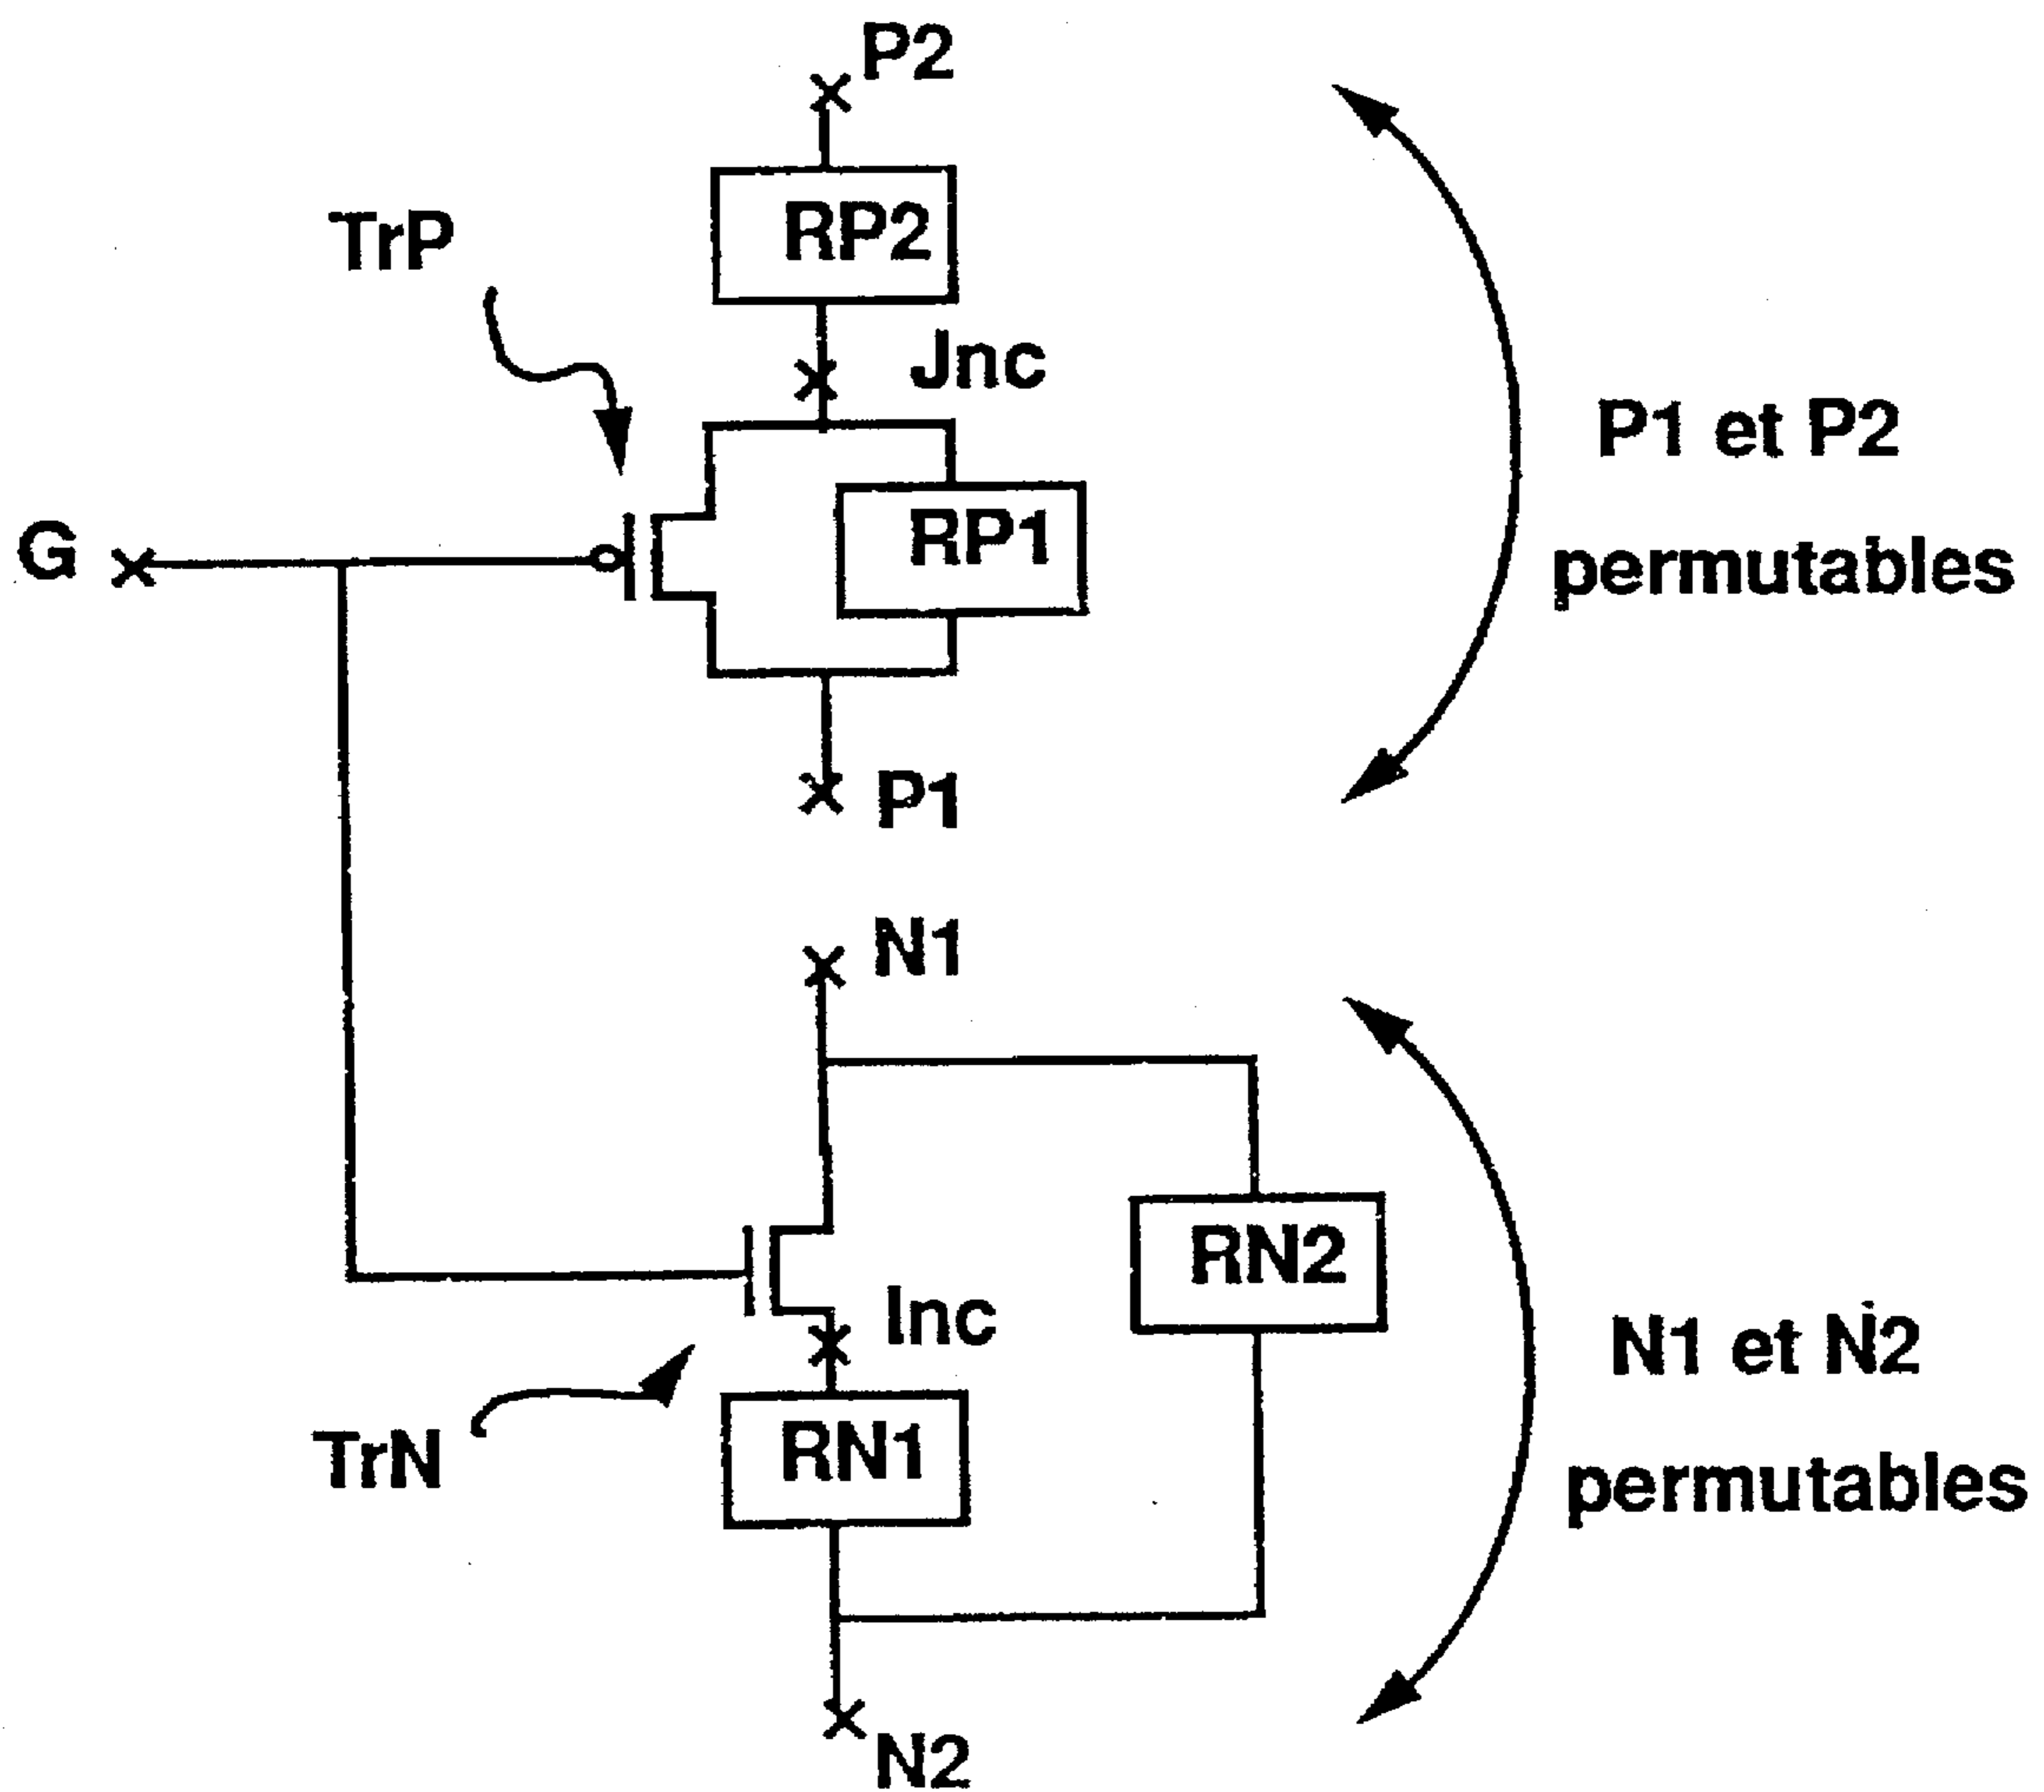 P2
RP2
TrP
Jnc
P1 et P2
permutables
G
RP1
P1
N1
RN2
Inc
N1 et N2
permutables
TrN
RN1
N2